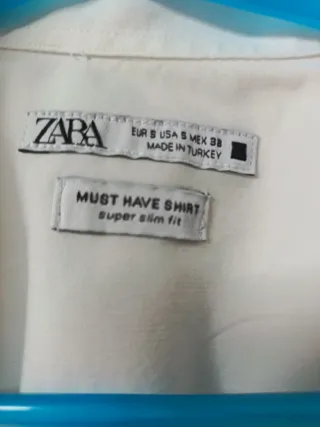 ZARA
EUR S USA S MEX 38
MADE IN TURKEY
MUST HAVE SHIRT
super slim fit